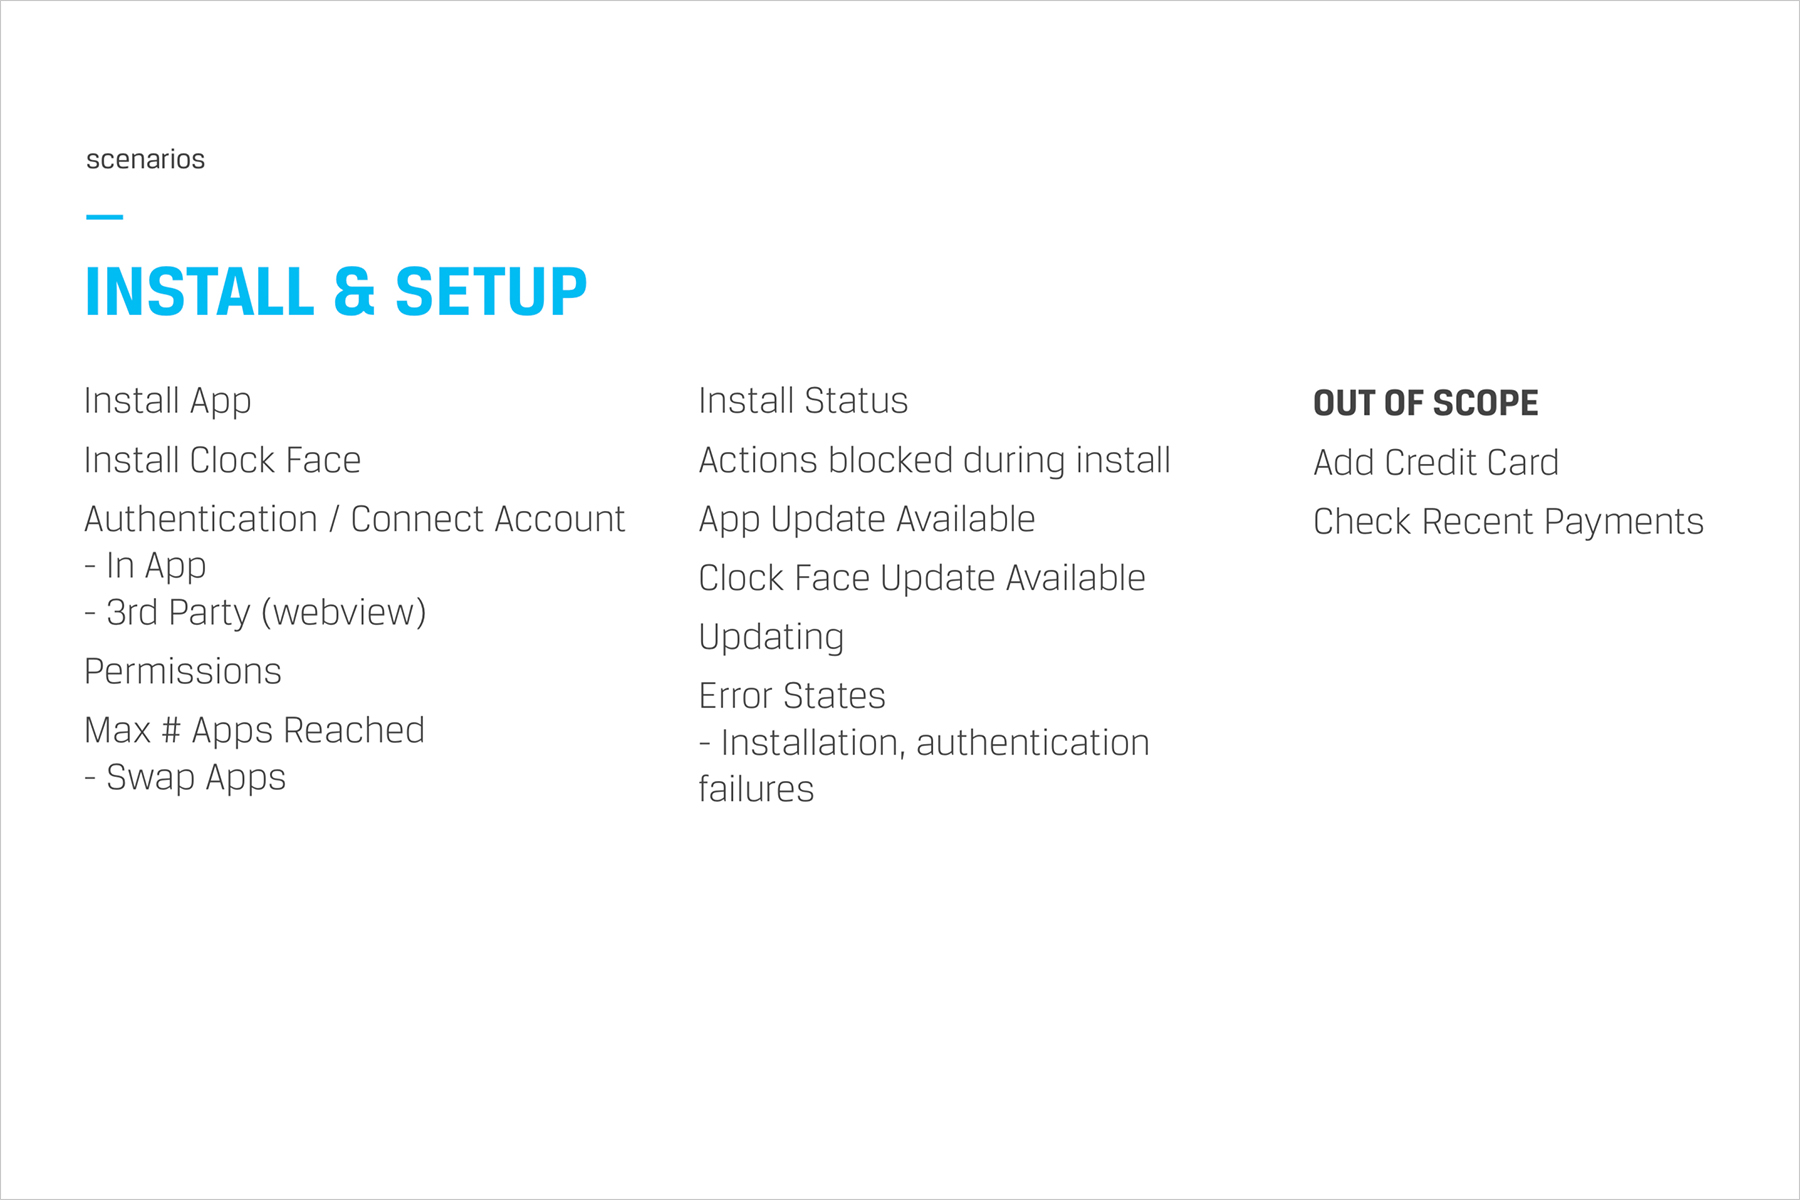 scenarios
INSTALL & SETUP
Install App
Install Clock Face
Authentication / Connect Account
- In App
- 3rd Party (webview)
Permissions
Max # Apps Reached
- Swap Apps
Install Status
Actions blocked during install
App Update Available
Clock Face Update Available
Updating
Error States
- Installation, authentication
failures
OUT OF SCOPE
Add Credit Card
Check Recent Payments